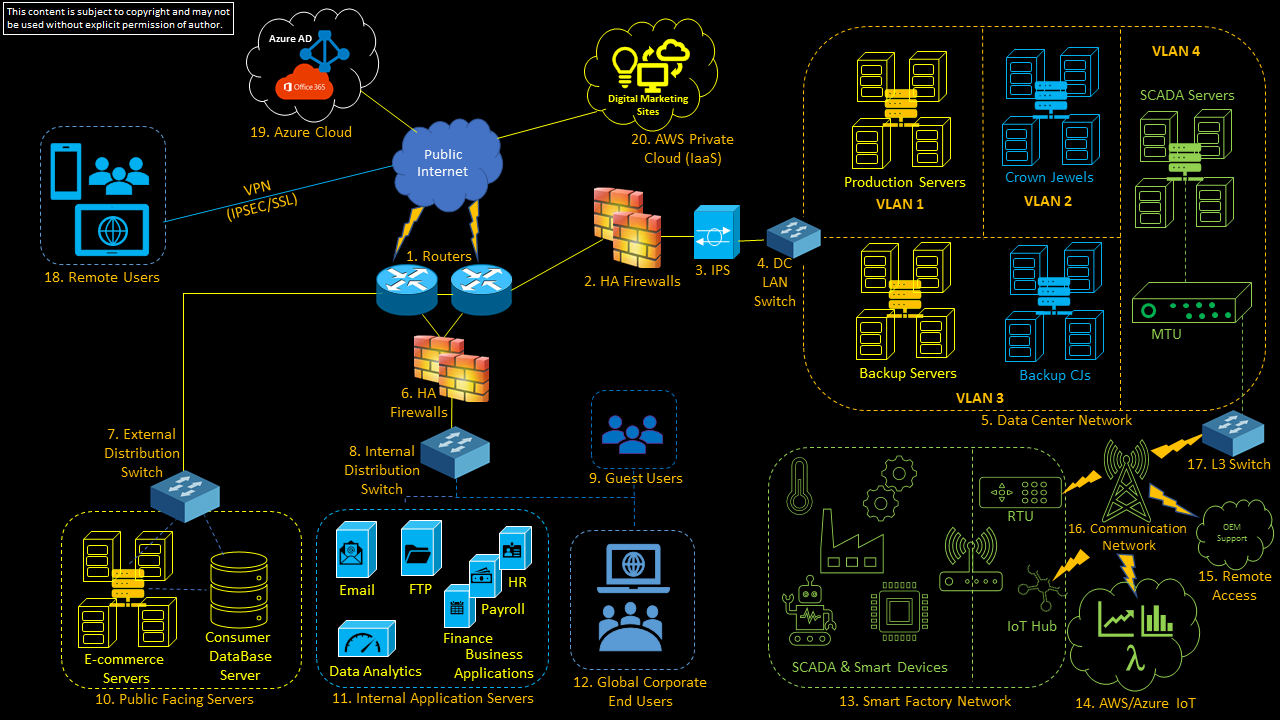 This content is subject to copyright and may not
be used without explicit permission of author.
Azure AD
Office 365
19. Azure Cloud
Digital Marketing
Sites
20. AWS Private
Cloud (IaaS)
Public
Internet
VPN
(IPSEC/SSL)
18. Remote Users
1. Routers
2. HA Firewalls
3. IPS
4. DC
LAN
Switch
Production Servers
VLAN 1
Crown Jewels
VLAN 2
VLAN 4
SCADA Servers
MTU
Backup Servers
Backup CJs
VLAN 3
5. Data Center Network
6. HA
Firewalls
7. External
Distribution
Switch
8. Internal
Distribution
Switch
9. Guest Users
E-commerce
Servers
Consumer
DataBase
Server
10. Public Facing Servers
Email
FTP
HR
Payroll
Finance
Business
Applications
Data Analytics
11. Internal Application Servers
12. Global Corporate
End Users
SCADA & Smart Devices
RTU
IoT Hub
13. Smart Factory Network
16. Communication
Network
17. L3 Switch
OEM
Support
15. Remote
Access
λ
14. AWS/Azure IoT